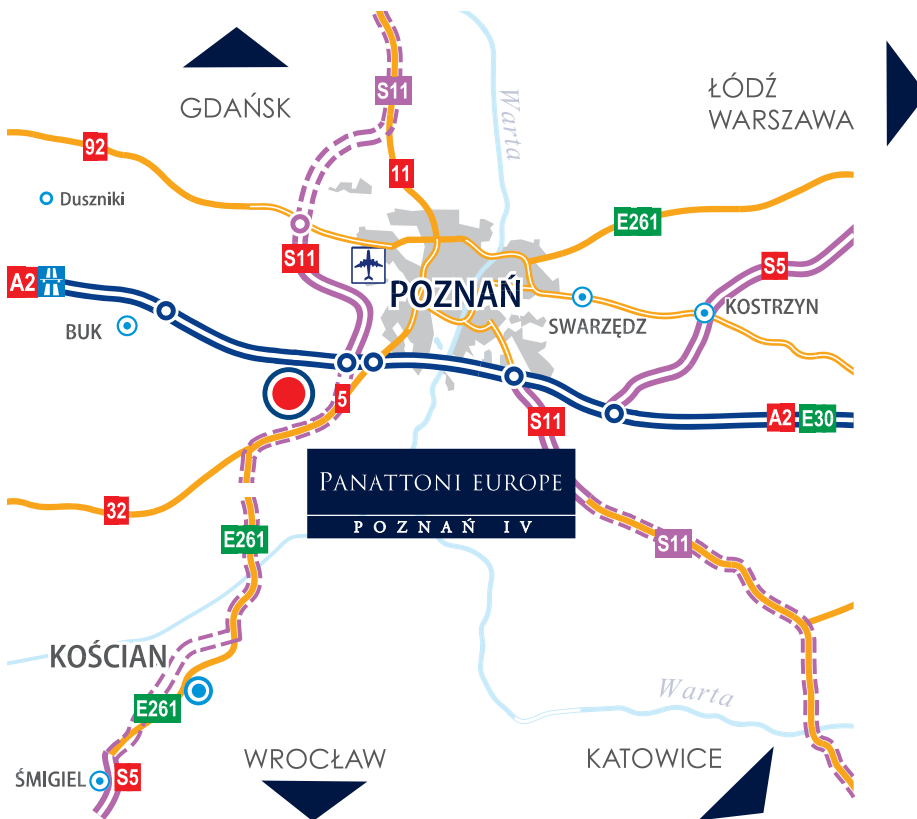 GDAŃSK
ŁÓDŹ
WARSZAWA
S11
Warta
92
11
Duszniki
E261
S11
S5
A2
POZNAŃ
BUK
SWARZĘDZ
KOSTRZYN
5
S11
A2
E30
PANATTONI EUROPE
POZNAŃ IV
32
E261
S11
KOŚCIAN
Warta
E261
WROCŁAW
KATOWICE
ŚMIGIEL
S5